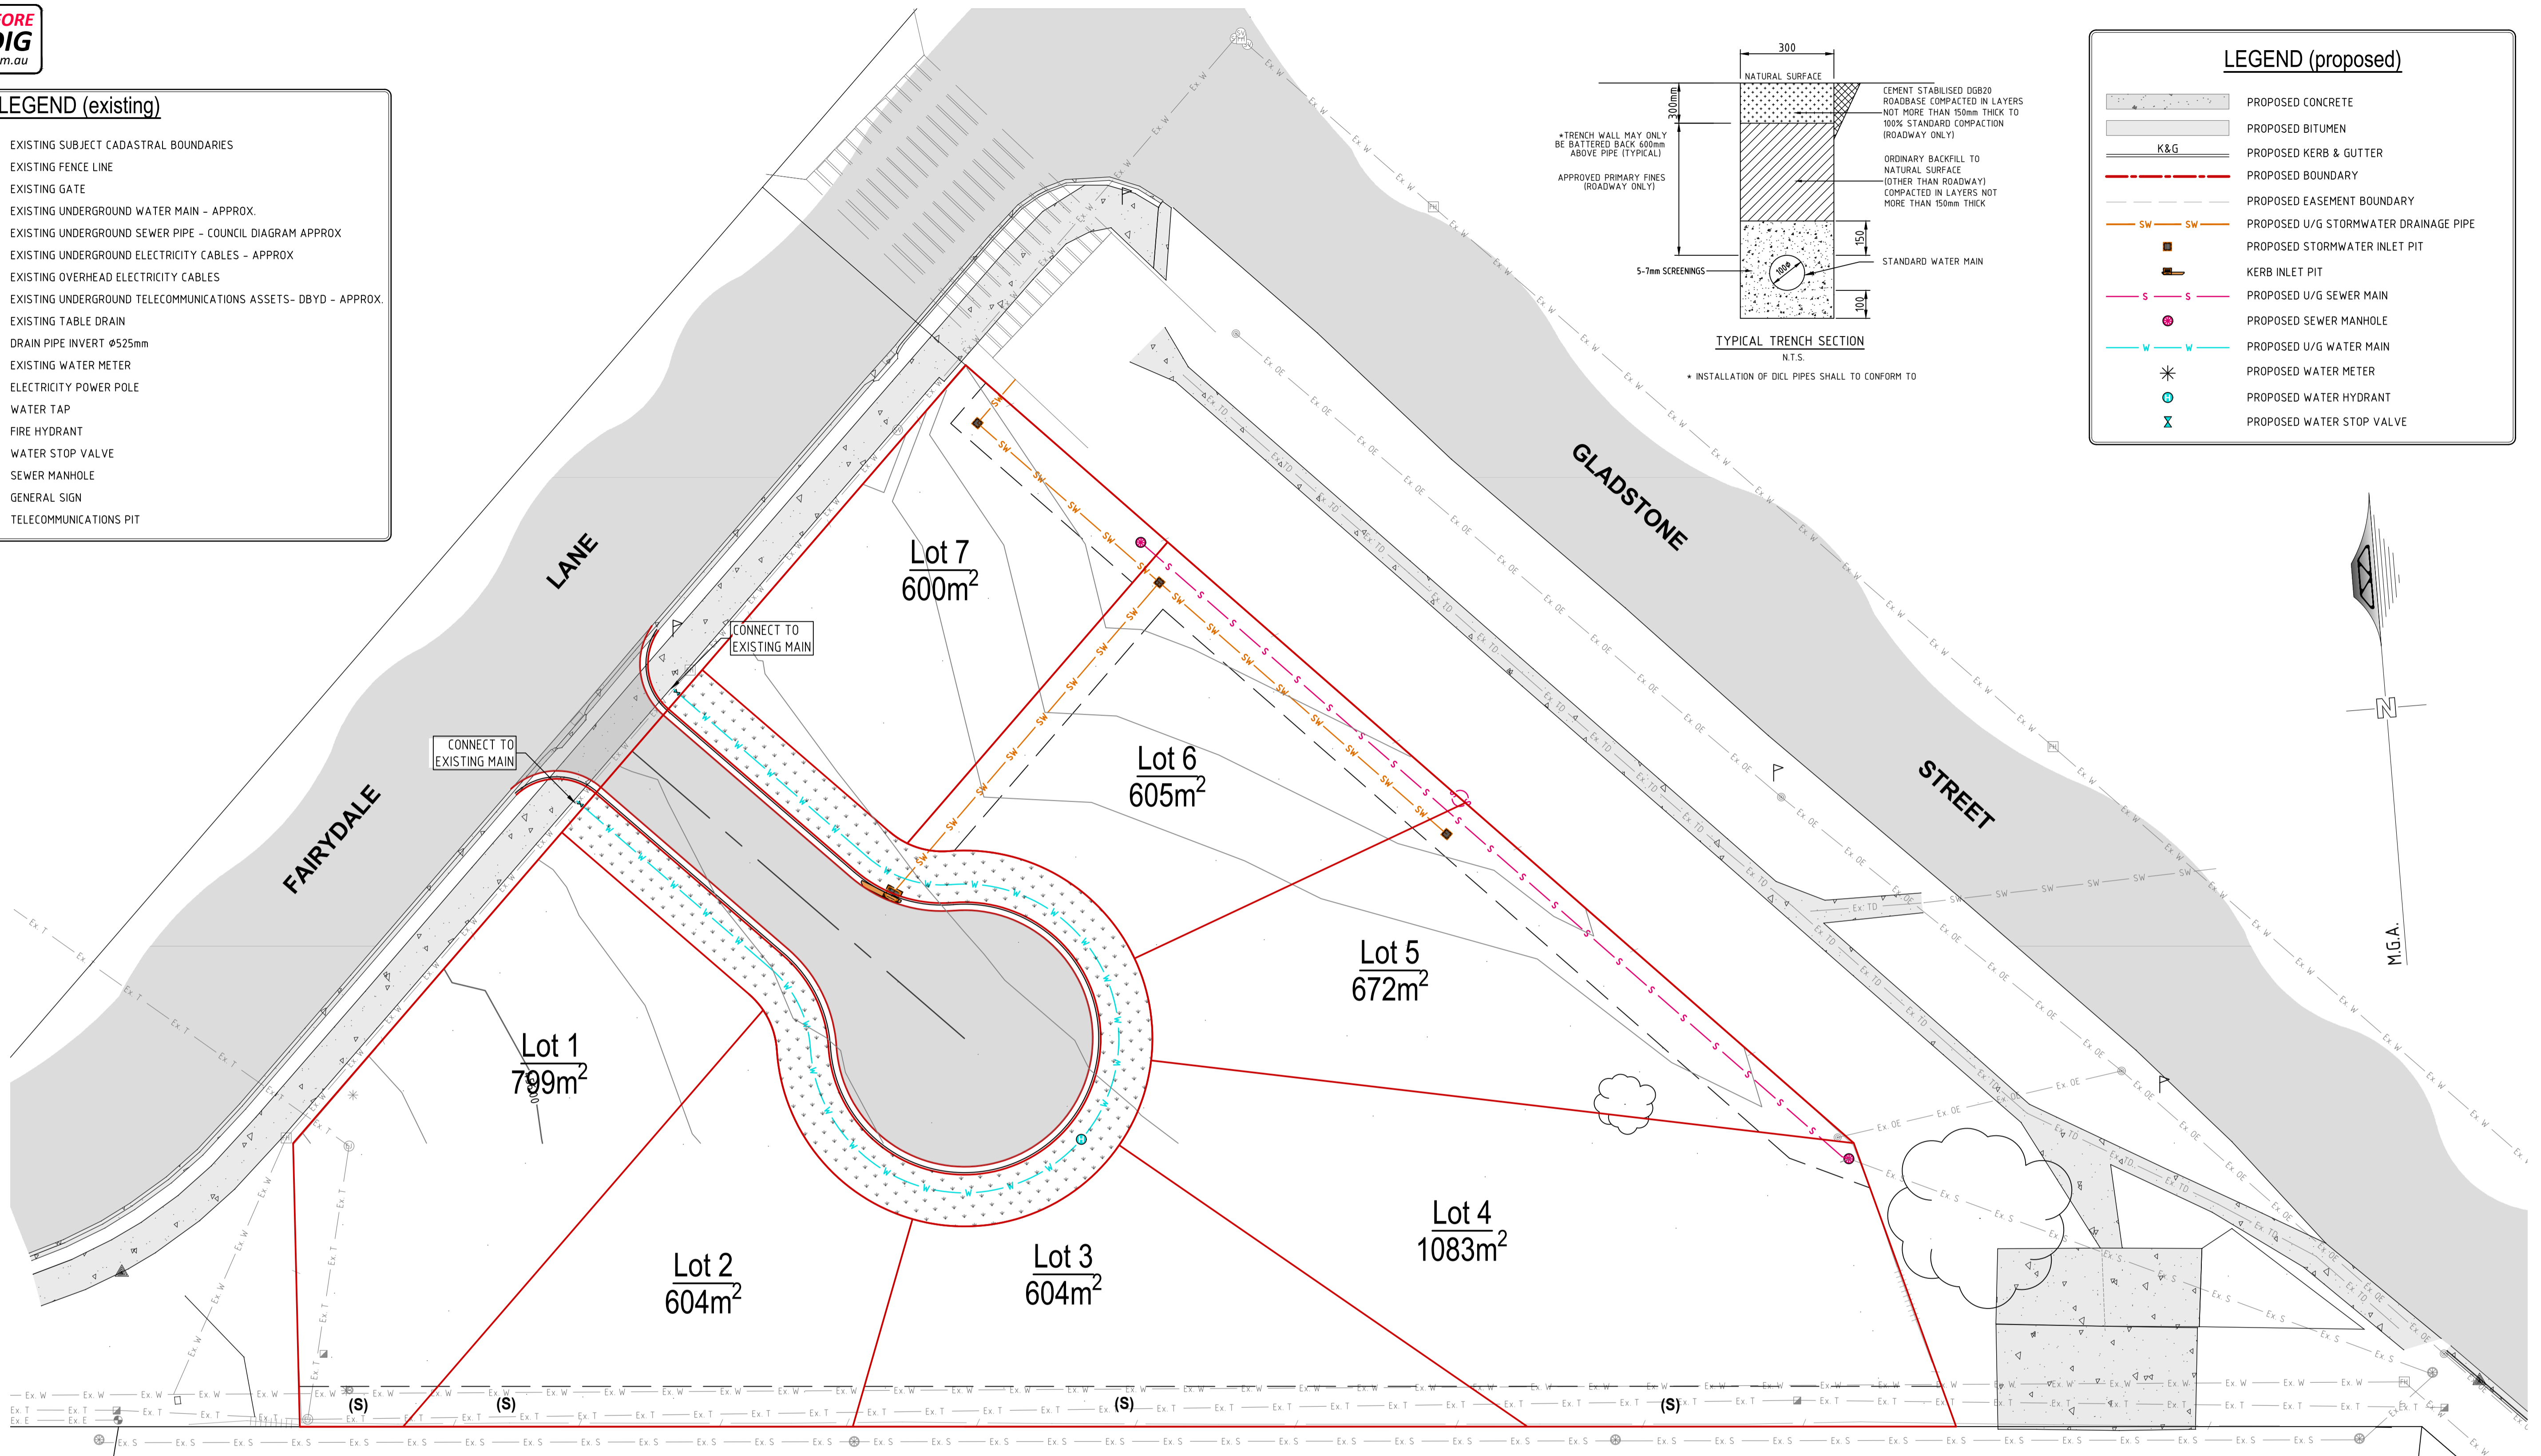 FORE
DIG
m.au
LEGEND (existing)
EXISTING SUBJECT CADASTRAL BOUNDARIES
EXISTING FENCE LINE
EXISTING GATE
EXISTING UNDERGROUND WATER MAIN - APPROX.
EXISTING UNDERGROUND SEWER PIPE - COUNCIL DIAGRAM APPROX
EXISTING UNDERGROUND ELECTRICITY CABLES - APPROX
EXISTING OVERHEAD ELECTRICITY CABLES
EXISTING UNDERGROUND TELECOMMUNICATIONS ASSETS- DBYD - APPROX.
EXISTING TABLE DRAIN
DRAIN PIPE INVERT Ø525mm
EXISTING WATER METER
ELECTRICITY POWER POLE
WATER TAP
FIRE HYDRANT
WATER STOP VALVE
SEWER MANHOLE
GENERAL SIGN
TELECOMMUNICATIONS PIT
300
NATURAL SURFACE
300mm
CEMENT STABILISED DGB20
ROADBASE COMPACTED IN LAYERS
NOT MORE THAN 150mm THICK TO
100% STANDARD COMPACTION
(ROADWAY ONLY)
*TRENCH WALL MAY ONLY
BE BATTERED BACK 600mm
ABOVE PIPE (TYPICAL)
APPROVED PRIMARY FINES
(ROADWAY ONLY)
ORDINARY BACKFILL TO
NATURAL SURFACE
(OTHER THAN ROADWAY)
COMPACTED IN LAYERS NOT
MORE THAN 150mm THICK
150
5-7mm SCREENINGS
100Φ
STANDARD WATER MAIN
100
TYPICAL TRENCH SECTION
N.T.S.
* INSTALLATION OF DICL PIPES SHALL TO CONFORM TO
LEGEND (proposed)
PROPOSED CONCRETE
PROPOSED BITUMEN
K&G PROPOSED KERB & GUTTER
PROPOSED BOUNDARY
PROPOSED EASEMENT BOUNDARY
SW SW PROPOSED U/G STORMWATER DRAINAGE PIPE
PROPOSED STORMWATER INLET PIT
KERB INLET PIT
S S PROPOSED U/G SEWER MAIN
PROPOSED SEWER MANHOLE
W W PROPOSED U/G WATER MAIN
PROPOSED WATER METER
H PROPOSED WATER HYDRANT
PROPOSED WATER STOP VALVE
FAIRYDALE LANE
GLADSTONE STREET
N
M.G.A.
CONNECT TO
EXISTING MAIN
CONNECT TO
EXISTING MAIN
Lot 7
600m²
Lot 6
605m²
Lot 5
672m²
Lot 1
799m²
Lot 2
604m²
Lot 3
604m²
Lot 4
1083m²
(S) (S) (S) (S)